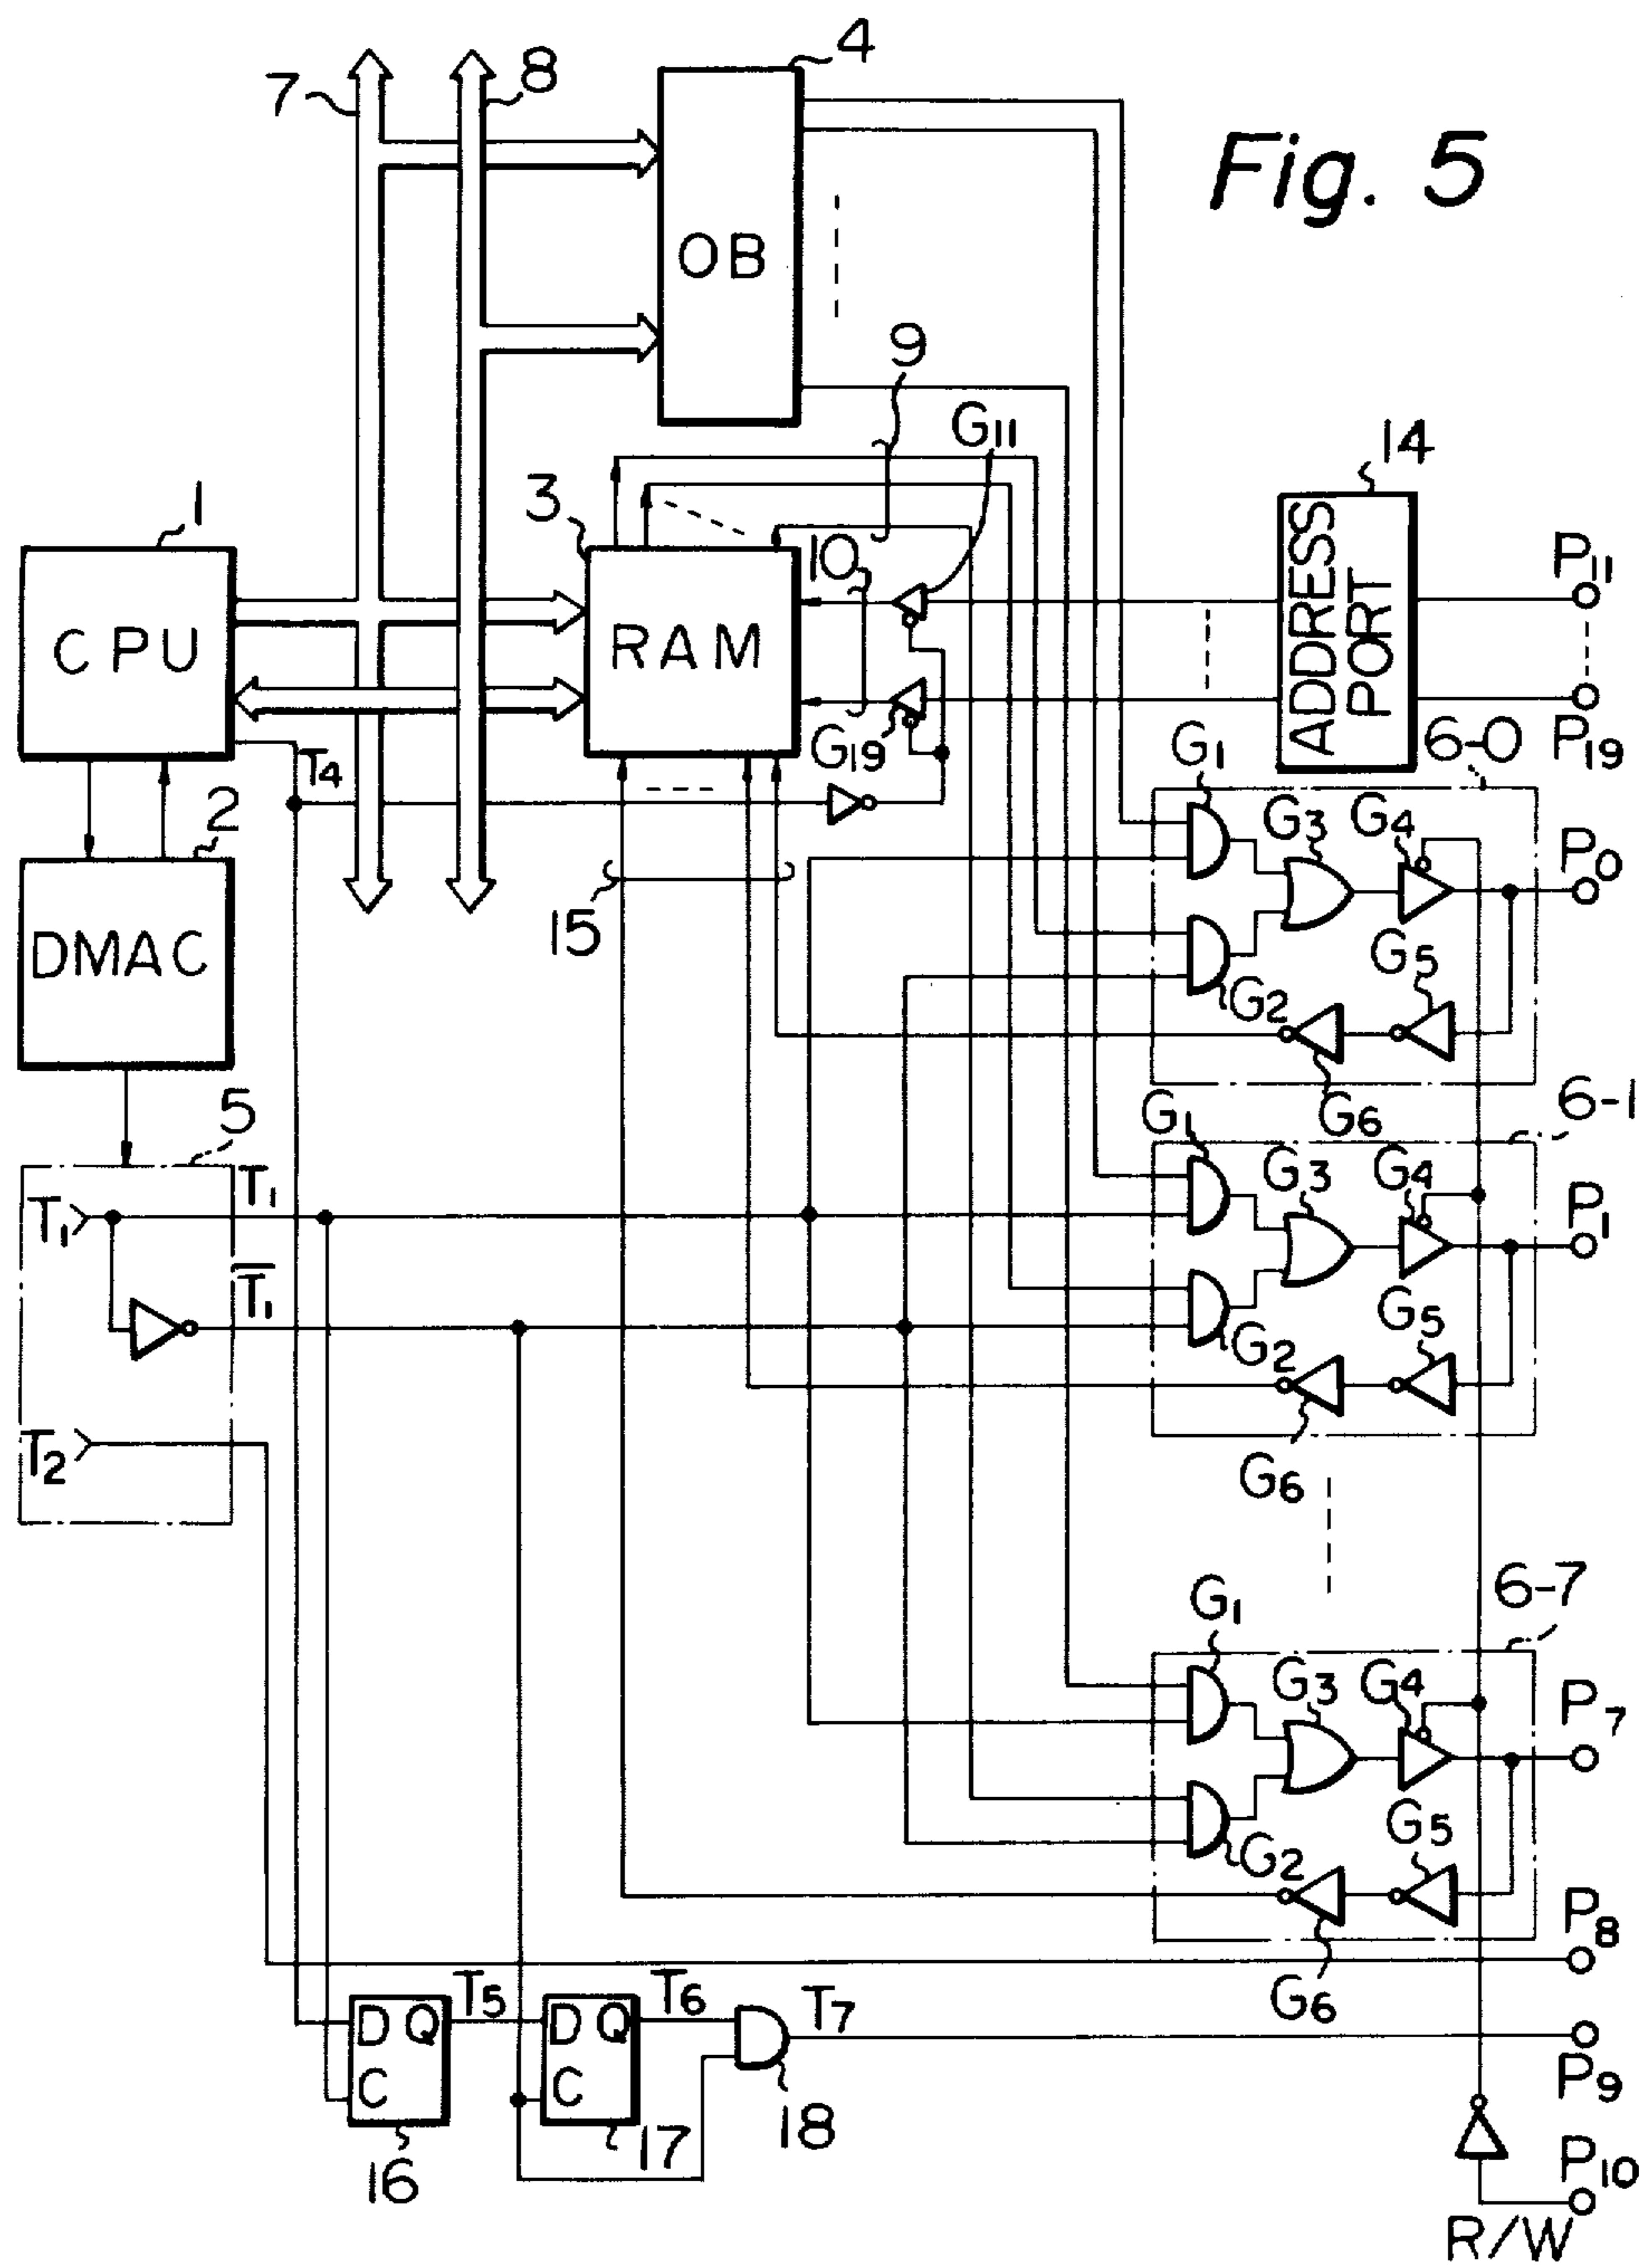 Fig. 5
4
7
8
OB
9
G11
14
1
3
10
ADDRESS PORT
P11
CPU
RAM
P19
G19
6-0
T4
G1
G3
G4
P0
2
15
DMAC
G5
G2
G6
6-1
5
G1
G3
G4
P1
T1
T1
T̅1
G5
G2
T2
G6
6-7
G1
G3
G4
P7
G5
G2
P8
G6
T5
T6
T7
D Q
C
D Q
C
P9
16
17
18
P10
R/W